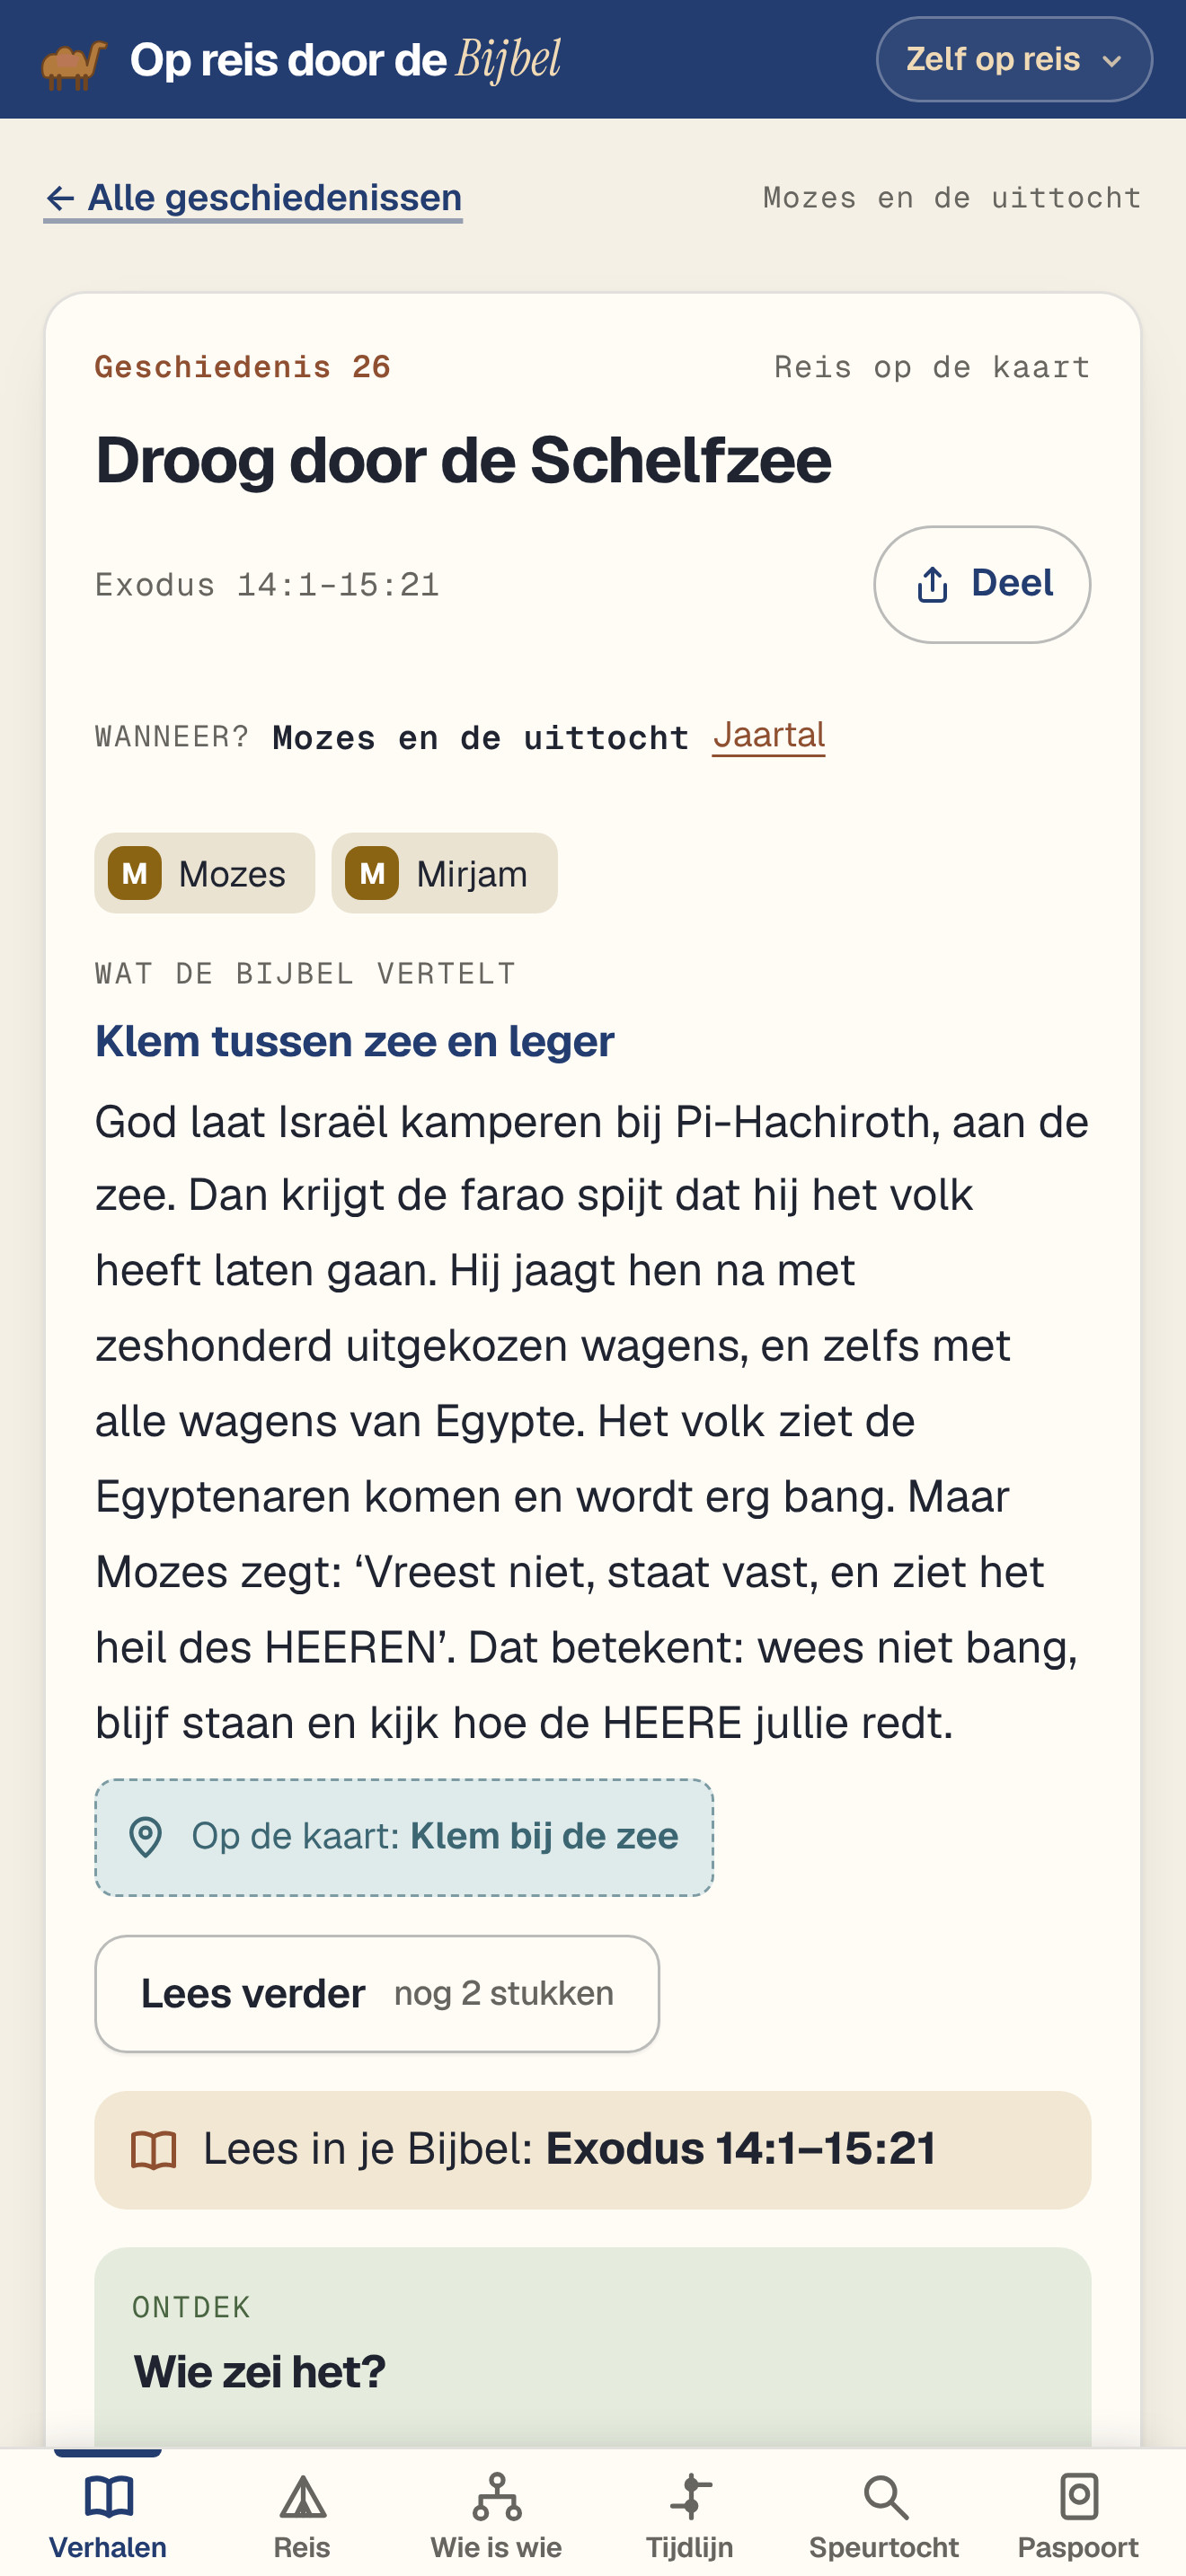 Op reis door de Bijbel
Zelf op reis
← Alle geschiedenissen
Mozes en de uittocht
Geschiedenis 26
Reis op de kaart
Droog door de Schelfzee
Exodus 14:1–15:21
Deel
WANNEER? Mozes en de uittocht Jaartal
M Mozes
M Mirjam
WAT DE BIJBEL VERTELT
Klem tussen zee en leger
God laat Israël kamperen bij Pi-Hachiroth, aan de
zee. Dan krijgt de farao spijt dat hij het volk
heeft laten gaan. Hij jaagt hen na met
zeshonderd uitgekozen wagens, en zelfs met
alle wagens van Egypte. Het volk ziet de
Egyptenaren komen en wordt erg bang. Maar
Mozes zegt: ‘Vreest niet, staat vast, en ziet het
heil des HEEREN’. Dat betekent: wees niet bang,
blijf staan en kijk hoe de HEERE jullie redt.
Op de kaart: Klem bij de zee
Lees verder nog 2 stukken
Lees in je Bijbel: Exodus 14:1–15:21
ONTDEK
Wie zei het?
Verhalen
Reis
Wie is wie
Tijdlijn
Speurtocht
Paspoort